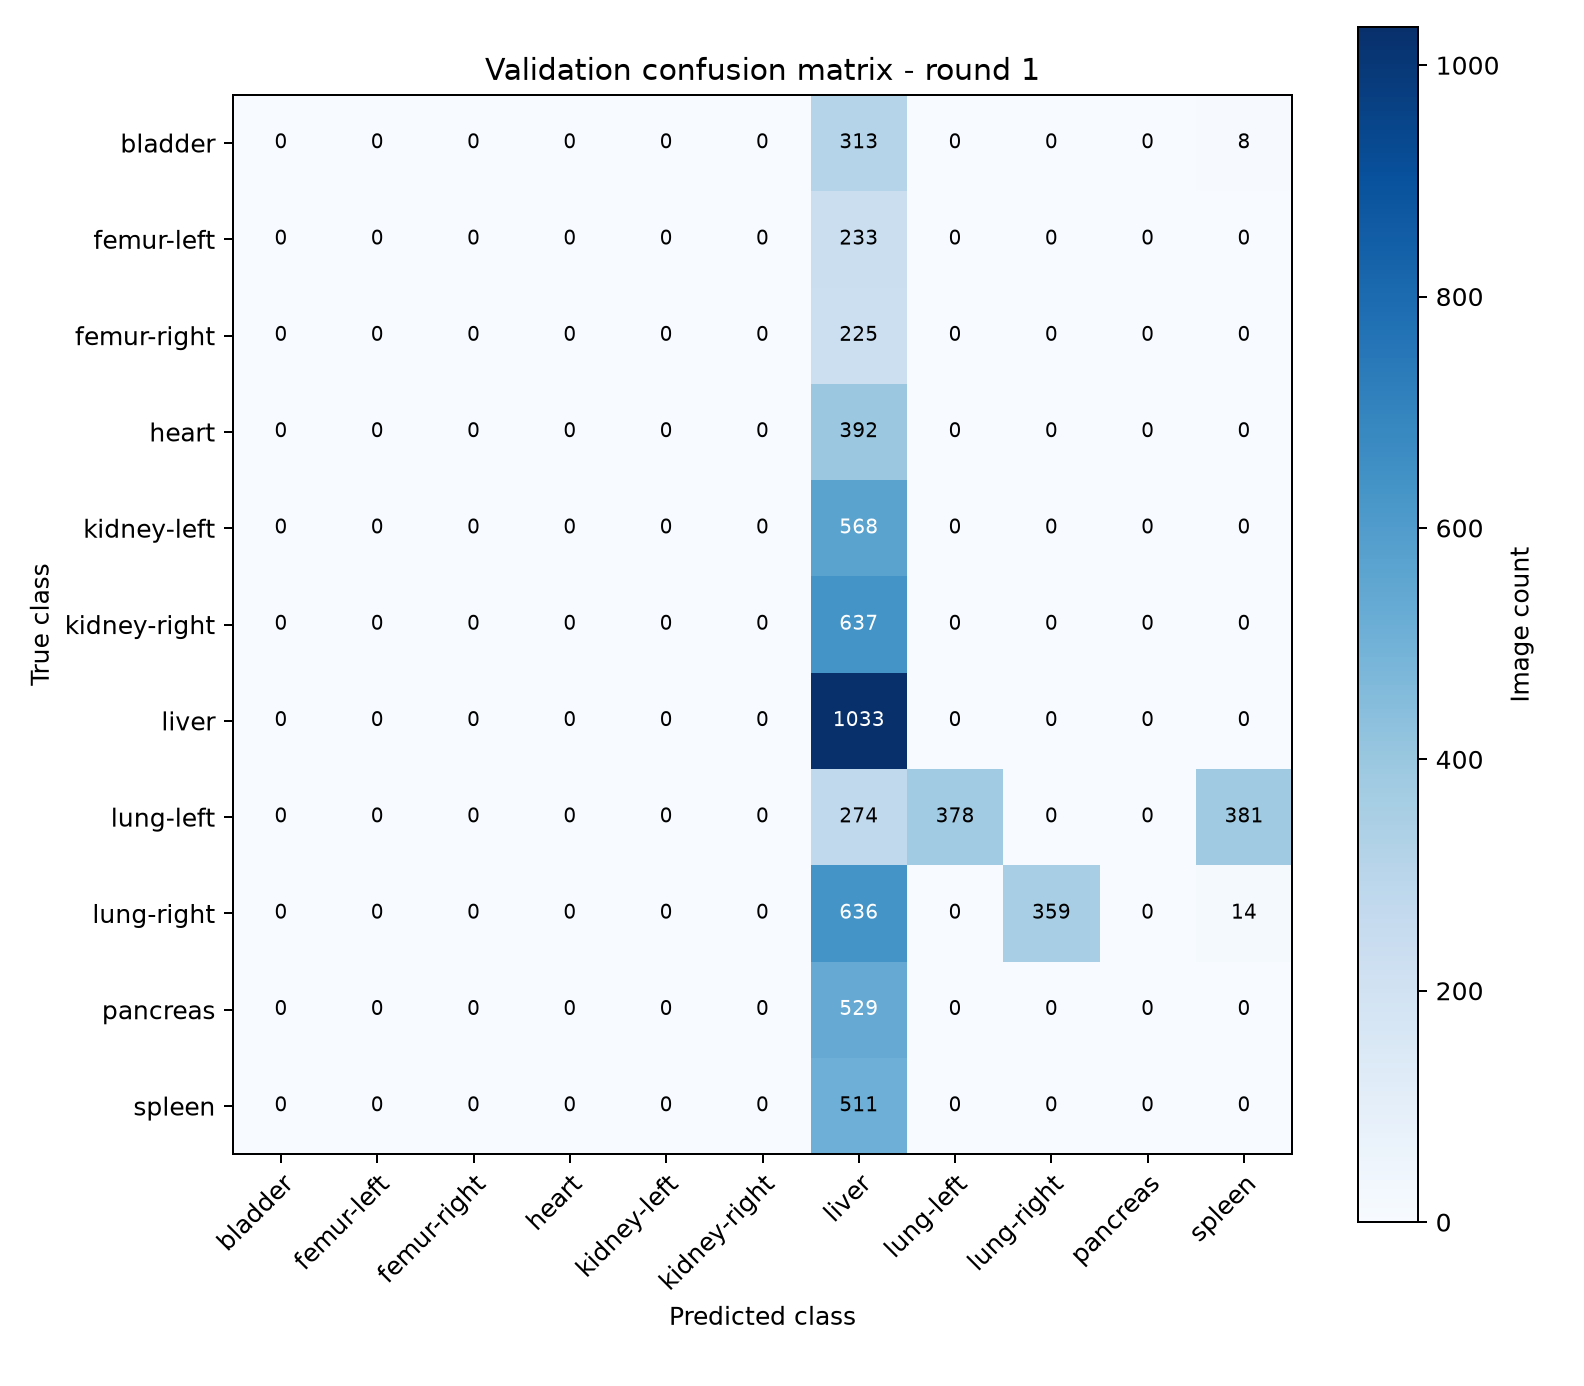 Validation confusion matrix - round 1
True class
bladder 0 0 0 0 0 0 313 0 0 0 8
femur-left 0 0 0 0 0 0 233 0 0 0 0
femur-right 0 0 0 0 0 0 225 0 0 0 0
heart 0 0 0 0 0 0 392 0 0 0 0
kidney-left 0 0 0 0 0 0 568 0 0 0 0
kidney-right 0 0 0 0 0 0 637 0 0 0 0
liver 0 0 0 0 0 0 1033 0 0 0 0
lung-left 0 0 0 0 0 0 274 378 0 0 381
lung-right 0 0 0 0 0 0 636 0 359 0 14
pancreas 0 0 0 0 0 0 529 0 0 0 0
spleen 0 0 0 0 0 0 511 0 0 0 0
bladder femur-left femur-right heart kidney-left kidney-right liver lung-left lung-right pancreas spleen
Predicted class
1000
800
600
400
200
0
Image count